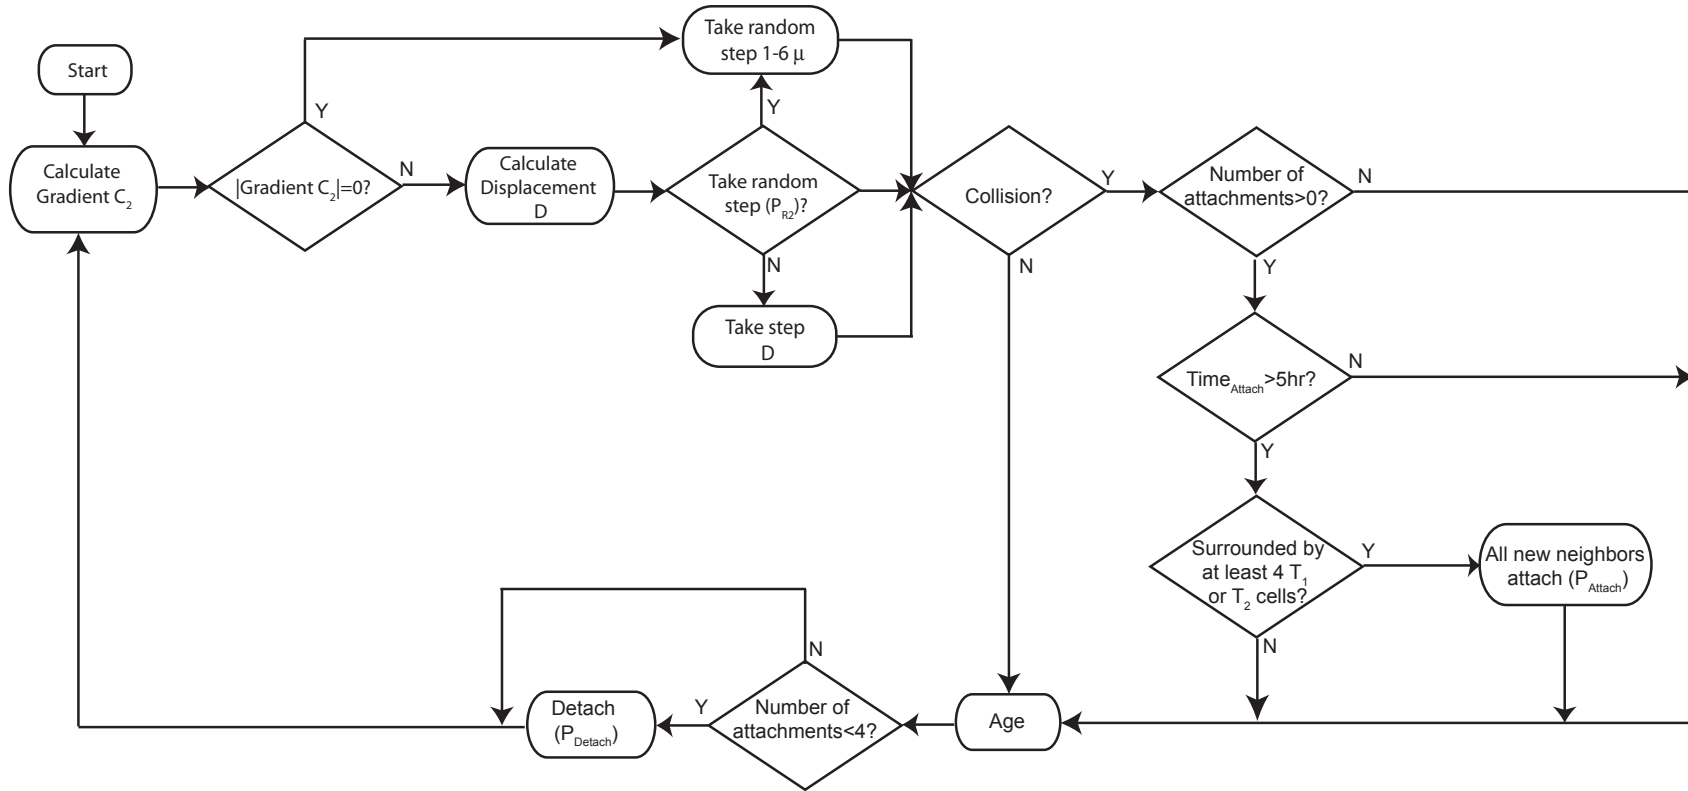 Start
Calculate
Gradient C2
|Gradient C2|=0?
Y
N
Take random
step 1-6 μ
Calculate
Displacement
D
Y
Take random
step (PR2)?
N
Take step
D
Collision?
Y
N
Number of
attachments>0?
N
Y
TimeAttach>5hr?
N
Y
Surrounded by
at least 4 T1
or T2 cells?
Y
N
All new neighbors
attach (PAttach)
Age
Number of
attachments<4?
N
Y
Detach
(PDetach)